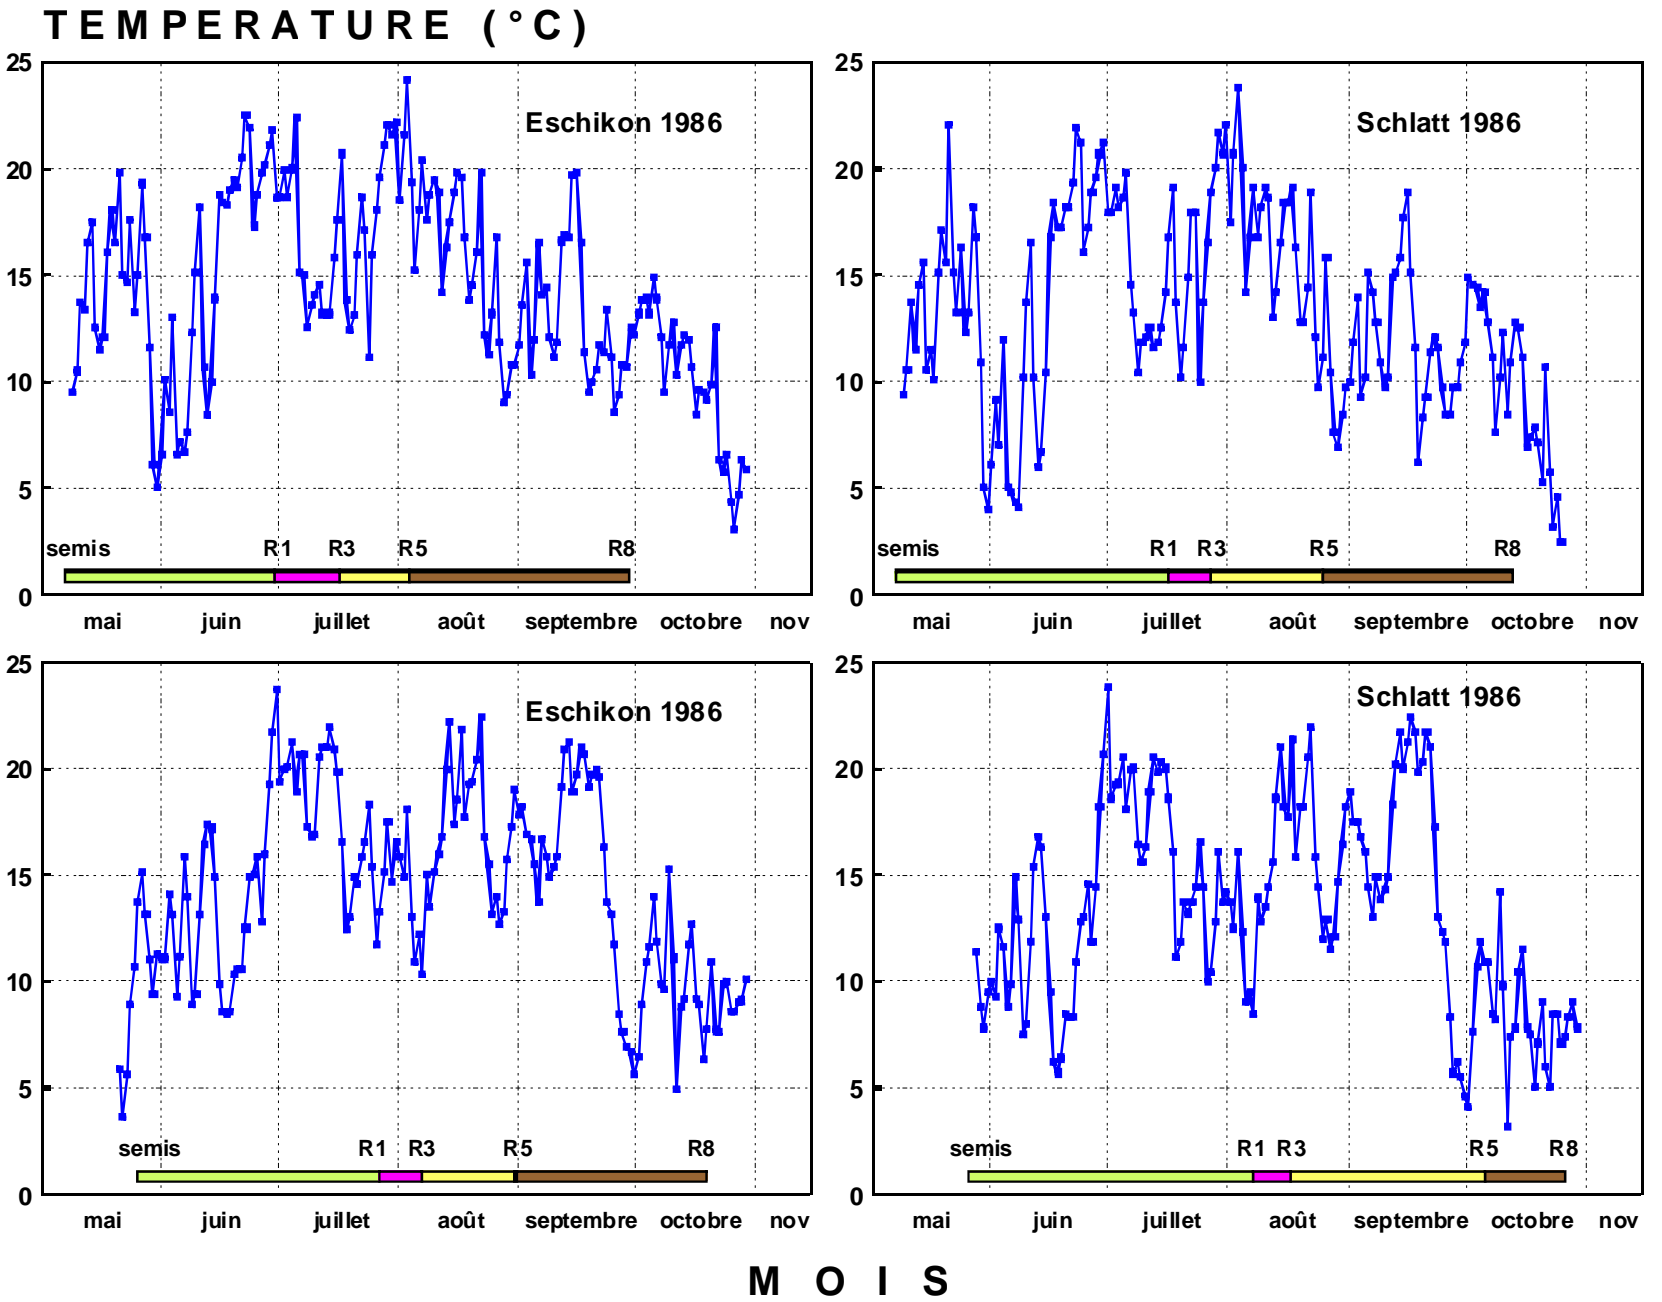 TEMPERATURE (°C)
25
20
15
10
5
0
Eschikon 1986
semis R1 R3 R5 R8
mai juin juillet août septembre octobre nov
25
20
15
10
5
0
Schlatt 1986
semis R1 R3 R5 R8
mai juin juillet août septembre octobre nov
25
20
15
10
5
0
Eschikon 1986
semis R1 R3 R5 R8
mai juin juillet août septembre octobre nov
25
20
15
10
5
0
Schlatt 1986
semis R1 R3 R5 R8
mai juin juillet août septembre octobre nov
MOIS